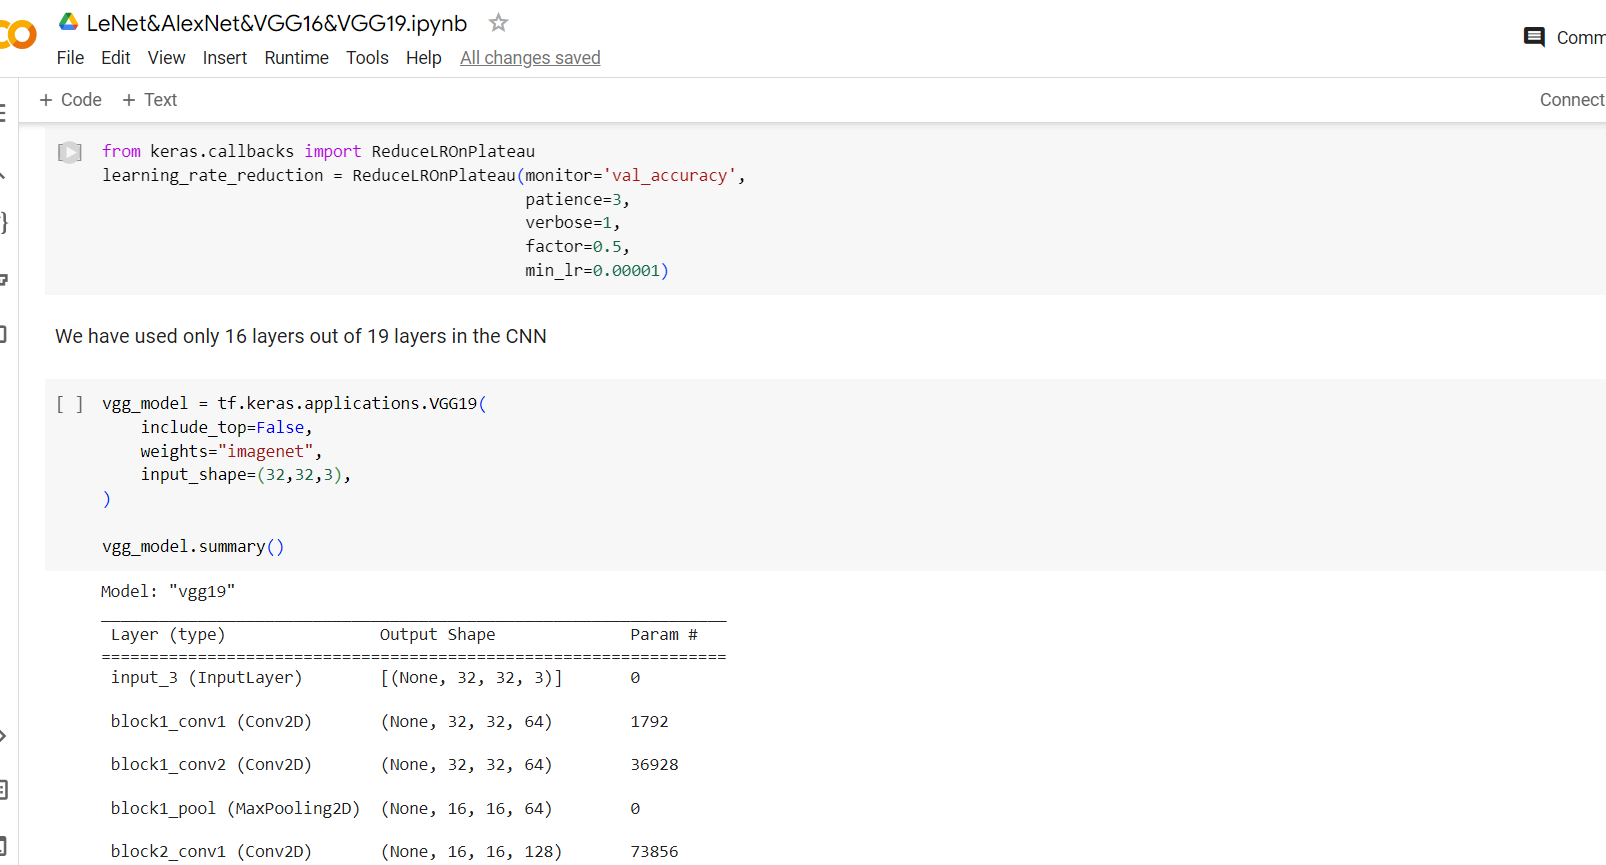 LeNet&AlexNet&VGG16&VGG19.ipynb
Comm
File Edit View Insert Runtime Tools Help All changes saved
+ Code + Text
Connect
from keras.callbacks import ReduceLROnPlateau
learning_rate_reduction = ReduceLROnPlateau(monitor='val_accuracy',
patience=3,
verbose=1,
factor=0.5,
min_lr=0.00001)
We have used only 16 layers out of 19 layers in the CNN
[ ] vgg_model = tf.keras.applications.VGG19(
include_top=False,
weights="imagenet",
input_shape=(32,32,3),
)
vgg_model.summary()
Model: "vgg19"
Layer (type) Output Shape Param #
=================================================================
input_3 (InputLayer) [(None, 32, 32, 3)] 0
block1_conv1 (Conv2D) (None, 32, 32, 64) 1792
block1_conv2 (Conv2D) (None, 32, 32, 64) 36928
block1_pool (MaxPooling2D) (None, 16, 16, 64) 0
block2_conv1 (Conv2D) (None, 16, 16, 128) 73856